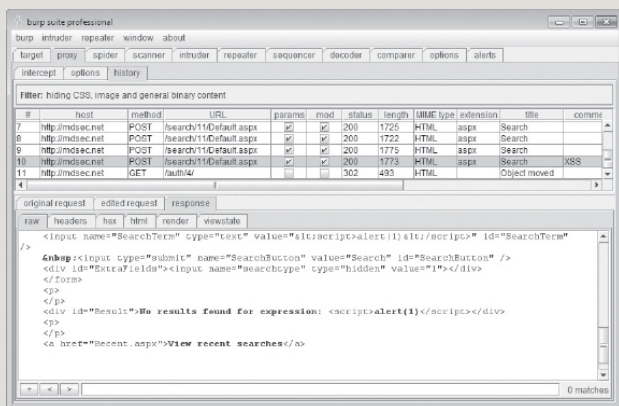 burp suite professional
burp intruder repeater window about
target proxy spider scanner intruder repeater sequencer decoder comparer options alerts
intercept options history
Filter: hiding CSS, image and general binary content
# host method URL params mod status length MIME type extension title comme
7 http://mdsec.net POST /search/11/Default.aspx 200 1725 HTML aspx Search
8 http://mdsec.net POST /search/11/Default.aspx 200 1722 HTML aspx Search
9 http://mdsec.net POST /search/11/Default.aspx 200 1775 HTML aspx Search
10 http://mdsec.net POST /search/11/Default.aspx 200 1773 HTML aspx Search XSS
11 http://mdsec.net GET /auth/4/ 302 493 HTML Object moved
original request edited request response
raw headers hex html render viewstate
<input name="SearchTerm" type="text" value="&lt;script>alert(1)&lt;/script>" id="SearchTerm"
/>
&nbsp;<input type="submit" name="SearchButton" value="Search" id="SearchButton" />
<div id="ExtraFields"><input name="searchtype" type="hidden" value="1"></div>
</form>
<p>
</p>
<div id="Result">No results found for expression: <script>alert(1)</script></div>
<p>
</p>
<a href="Recent.aspx">View recent searches</a>
+ < > 0 matches